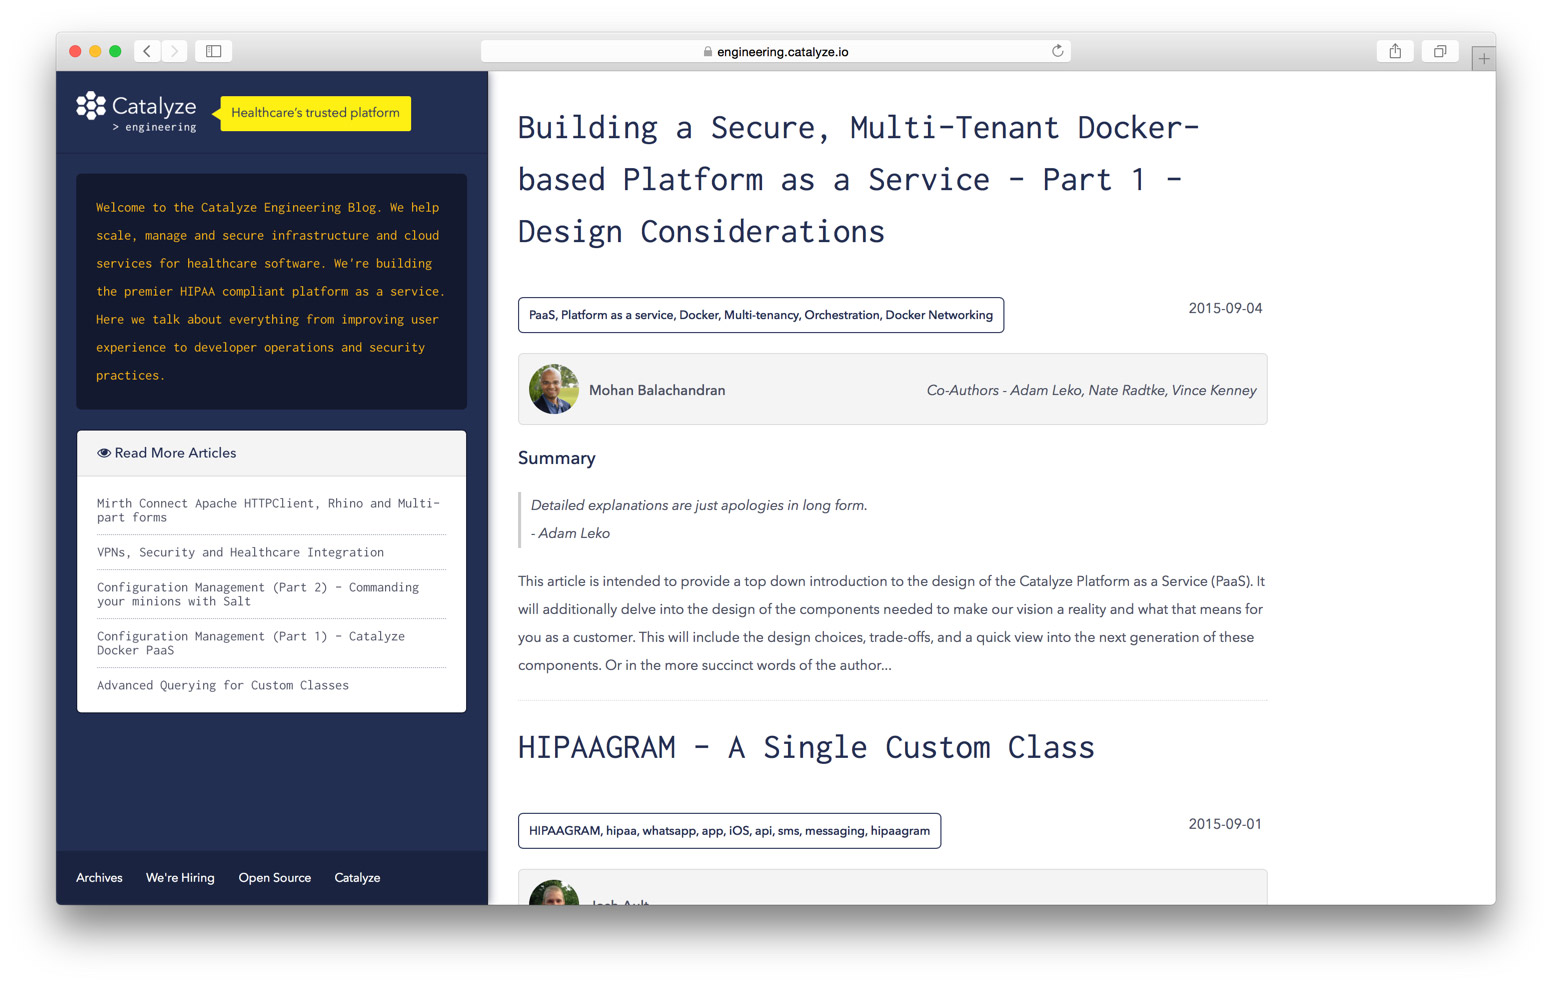 engineering.catalyze.io
Catalyze
> engineering
Healthcare's trusted platform
Welcome to the Catalyze Engineering Blog. We help
scale, manage and secure infrastructure and cloud
services for healthcare software. We're building
the premier HIPAA compliant platform as a service.
Here we talk about everything from improving user
experience to developer operations and security
practices.
Read More Articles
Mirth Connect Apache HTTPClient, Rhino and Multi-
part forms
VPNs, Security and Healthcare Integration
Configuration Management (Part 2) - Commanding
your minions with Salt
Configuration Management (Part 1) - Catalyze
Docker PaaS
Advanced Querying for Custom Classes
Archives We're Hiring Open Source Catalyze
Building a Secure, Multi-Tenant Docker-
based Platform as a Service - Part 1 -
Design Considerations
PaaS, Platform as a service, Docker, Multi-tenancy, Orchestration, Docker Networking
2015-09-04
Mohan Balachandran
Co-Authors - Adam Leko, Nate Radtke, Vince Kenney
Summary
Detailed explanations are just apologies in long form.
- Adam Leko
This article is intended to provide a top down introduction to the design of the Catalyze Platform as a Service (PaaS). It
will additionally delve into the design of the components needed to make our vision a reality and what that means for
you as a customer. This will include the design choices, trade-offs, and a quick view into the next generation of these
components. Or in the more succinct words of the author...
HIPAAGRAM - A Single Custom Class
HIPAAGRAM, hipaa, whatsapp, app, iOS, api, sms, messaging, hipaagram
2015-09-01